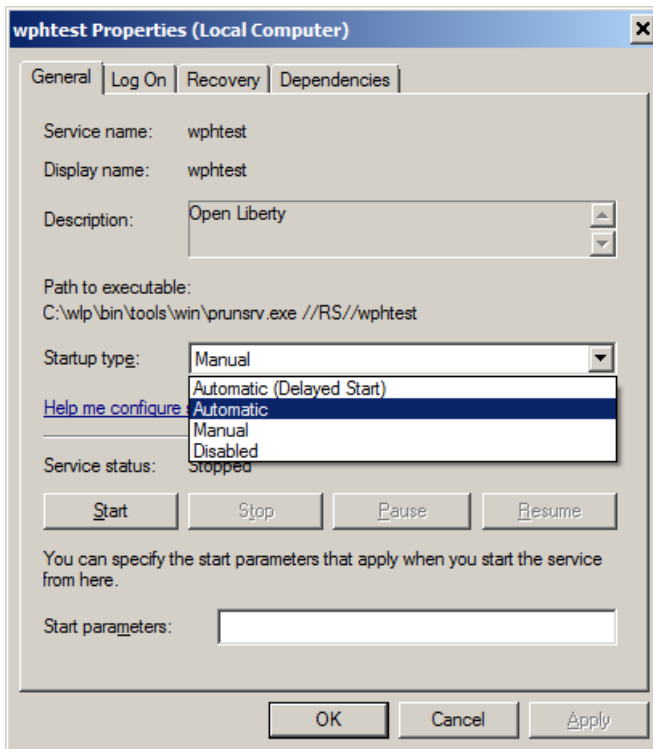 wphtest Properties (Local Computer)
General Log On Recovery Dependencies
Service name: wphtest
Display name: wphtest
Description: Open Liberty
Path to executable:
C:\wlp\bin\tools\win\prunsrv.exe //RS//wphtest
Startup type: Manual
Automatic (Delayed Start)
Help me configure Automatic
Manual
Disabled
Service status: Stopped
Start Stop Pause Resume
You can specify the start parameters that apply when you start the service
from here.
Start parameters:
OK Cancel Apply